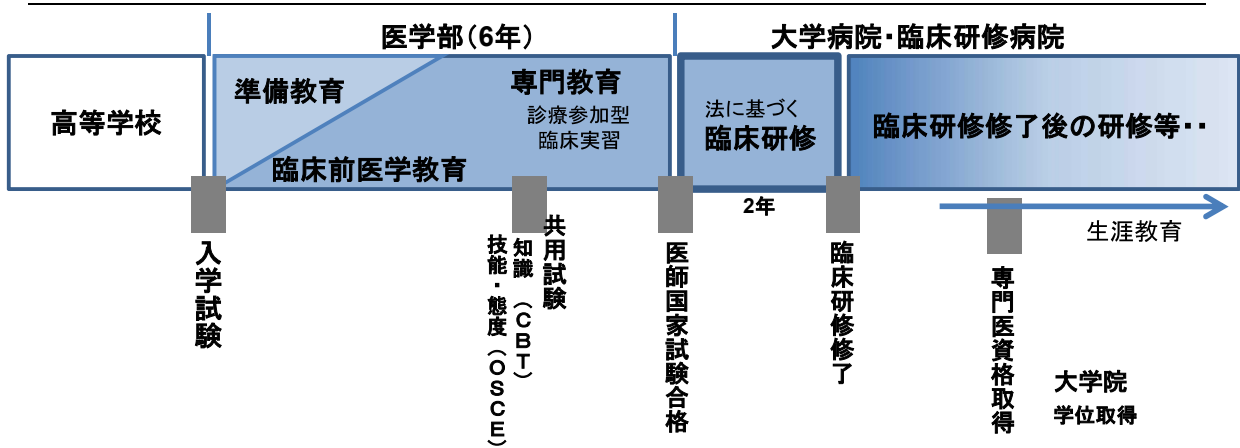 医学部（6年）
大学病院・臨床研修病院
高等学校
準備教育
臨床前医学教育
専門教育
診療参加型
臨床実習
法に基づく
臨床研修
臨床研修修了後の研修等・・
2年
生涯教育
入学試験
共用試験
知識 （CBT）
技能・態度（OSCE）
医師国家試験合格
臨床研修修了
専門医資格取得
大学院
学位取得